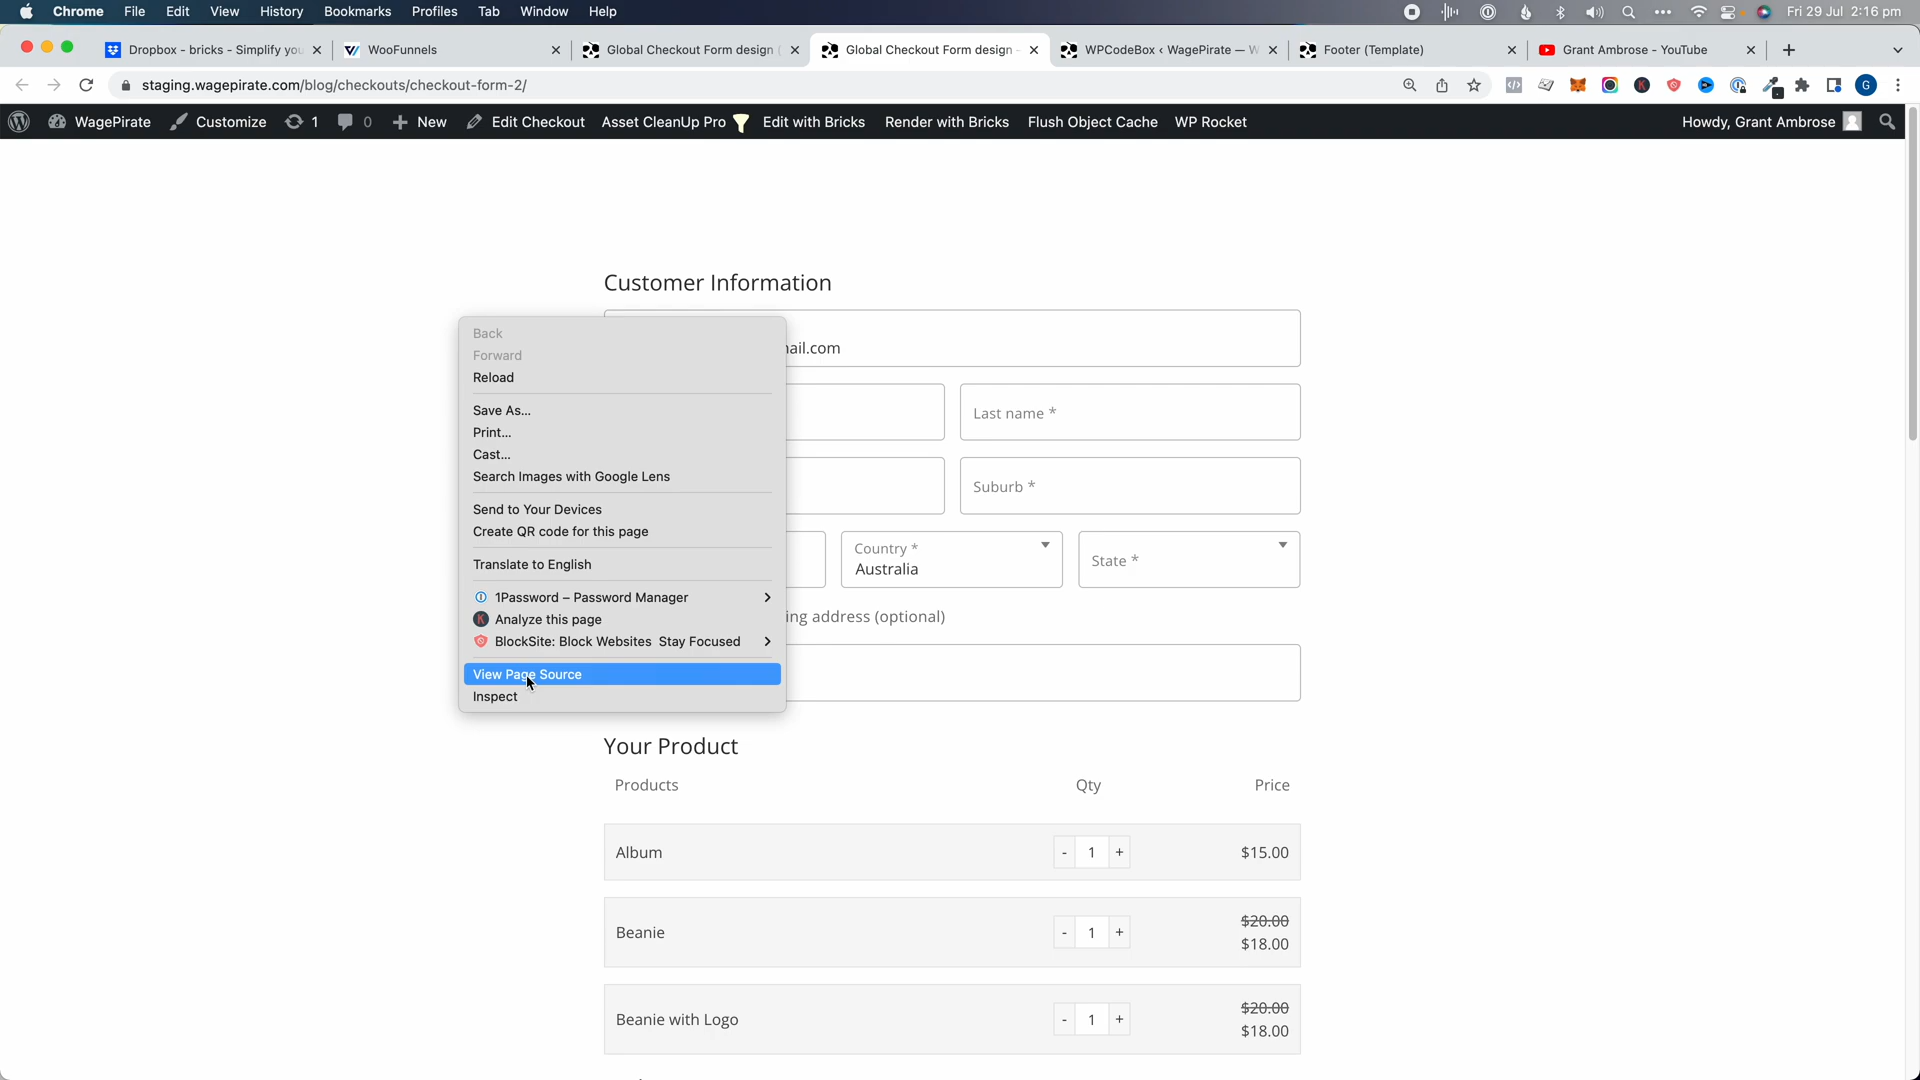 Chrome File Edit View History Bookmarks Profiles Tab Window Help Fri 29 Jul 2:16 pm
Dropbox - bricks - Simplify you WooFunnels Global Checkout Form design ( Global Checkout Form design - WPCodeBox ‹ WagePirate — W Footer (Template) Grant Ambrose - YouTube
staging.wagepirate.com/blog/checkouts/checkout-form-2/
WagePirate Customize 1 0 New Edit Checkout Asset CleanUp Pro Edit with Bricks Render with Bricks Flush Object Cache WP Rocket Howdy, Grant Ambrose
Customer Information
Back
ail.com
Forward
Reload
Save As...
Last name *
Print...
Cast...
Search Images with Google Lens
Suburb *
Send to Your Devices
Create QR code for this page
Country *
Australia
State *
Translate to English
1Password – Password Manager
Analyze this page
ing address (optional)
BlockSite: Block Websites Stay Focused
View Page Source
Inspect
Your Product
Products Qty Price
Album - 1 + $15.00
$20.00
Beanie - 1 +
$18.00
$20.00
Beanie with Logo - 1 +
$18.00